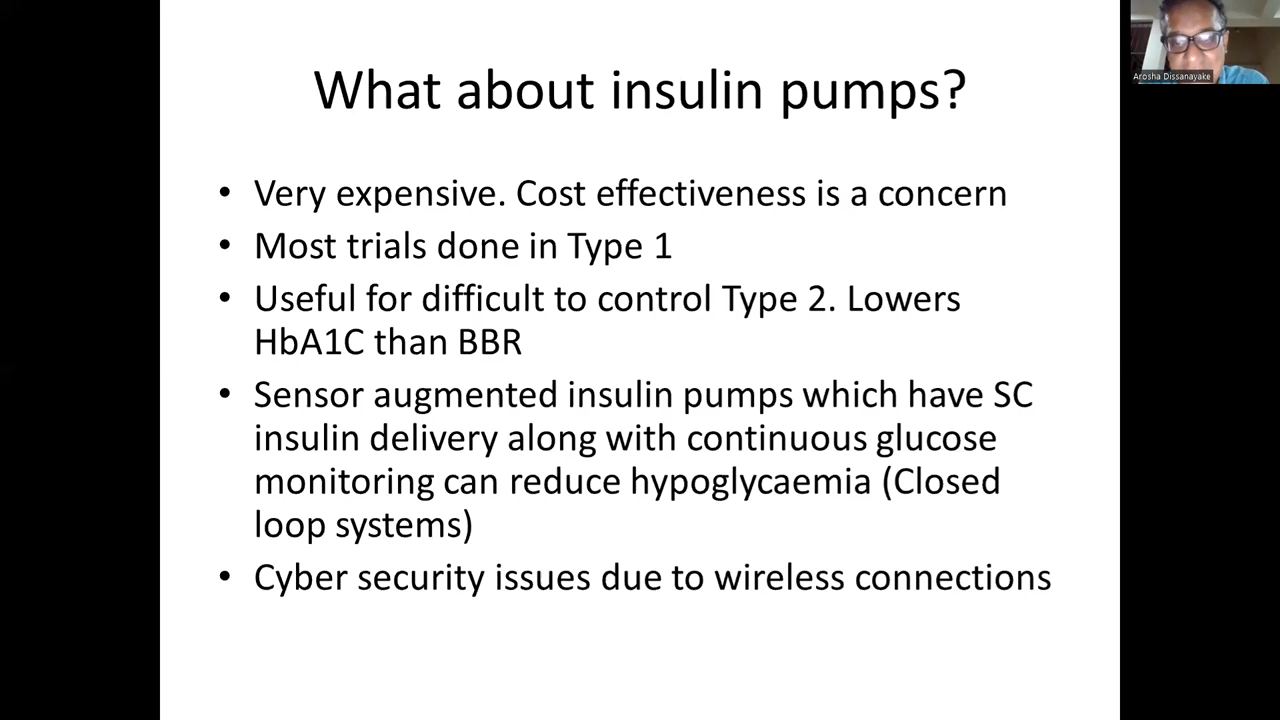 What about insulin pumps?
• Very expensive. Cost effectiveness is a concern
• Most trials done in Type 1
• Useful for difficult to control Type 2. Lowers
HbA1C than BBR
• Sensor augmented insulin pumps which have SC
insulin delivery along with continuous glucose
monitoring can reduce hypoglycaemia (Closed
loop systems)
• Cyber security issues due to wireless connections
Arosha Dissanayake